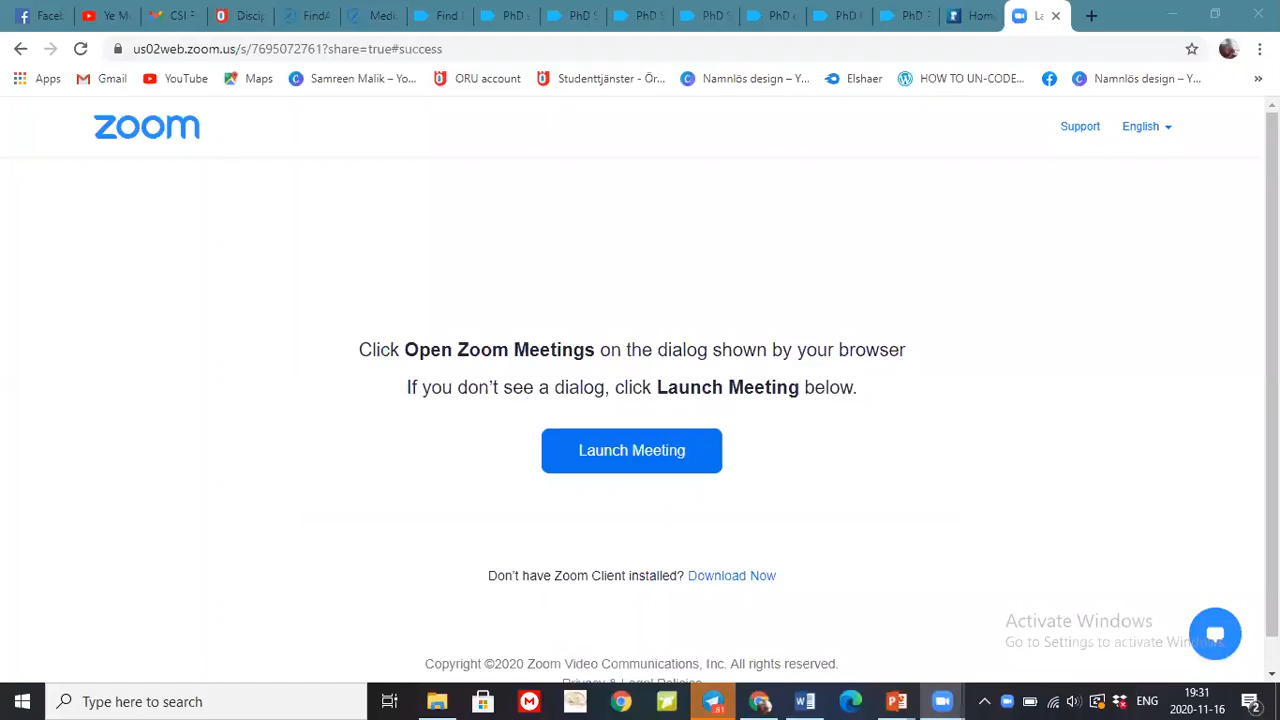 Facel Ye M CSI F Discip FindA Medi Find PhD s PhD S PhD S PhD S PhD PhD PhD F Hom La
us02web.zoom.us/s/7695072761?share=true#success
Apps Gmail YouTube Maps Samreen Malik – Yo... ORU account Studenttjänster - Ör... Namnlös design – Y... Elshaer HOW TO UN-CODE... Namnlös design – Y... »
zoom
Support English
Click Open Zoom Meetings on the dialog shown by your browser
If you don't see a dialog, click Launch Meeting below.
Launch Meeting
Don't have Zoom Client installed? Download Now
Activate Windows
Go to Settings to activate Windows.
Copyright ©2020 Zoom Video Communications, Inc. All rights reserved.
Privacy & Legal Policies
Type here to search
81
ENG
19:31
2020-11-16
2